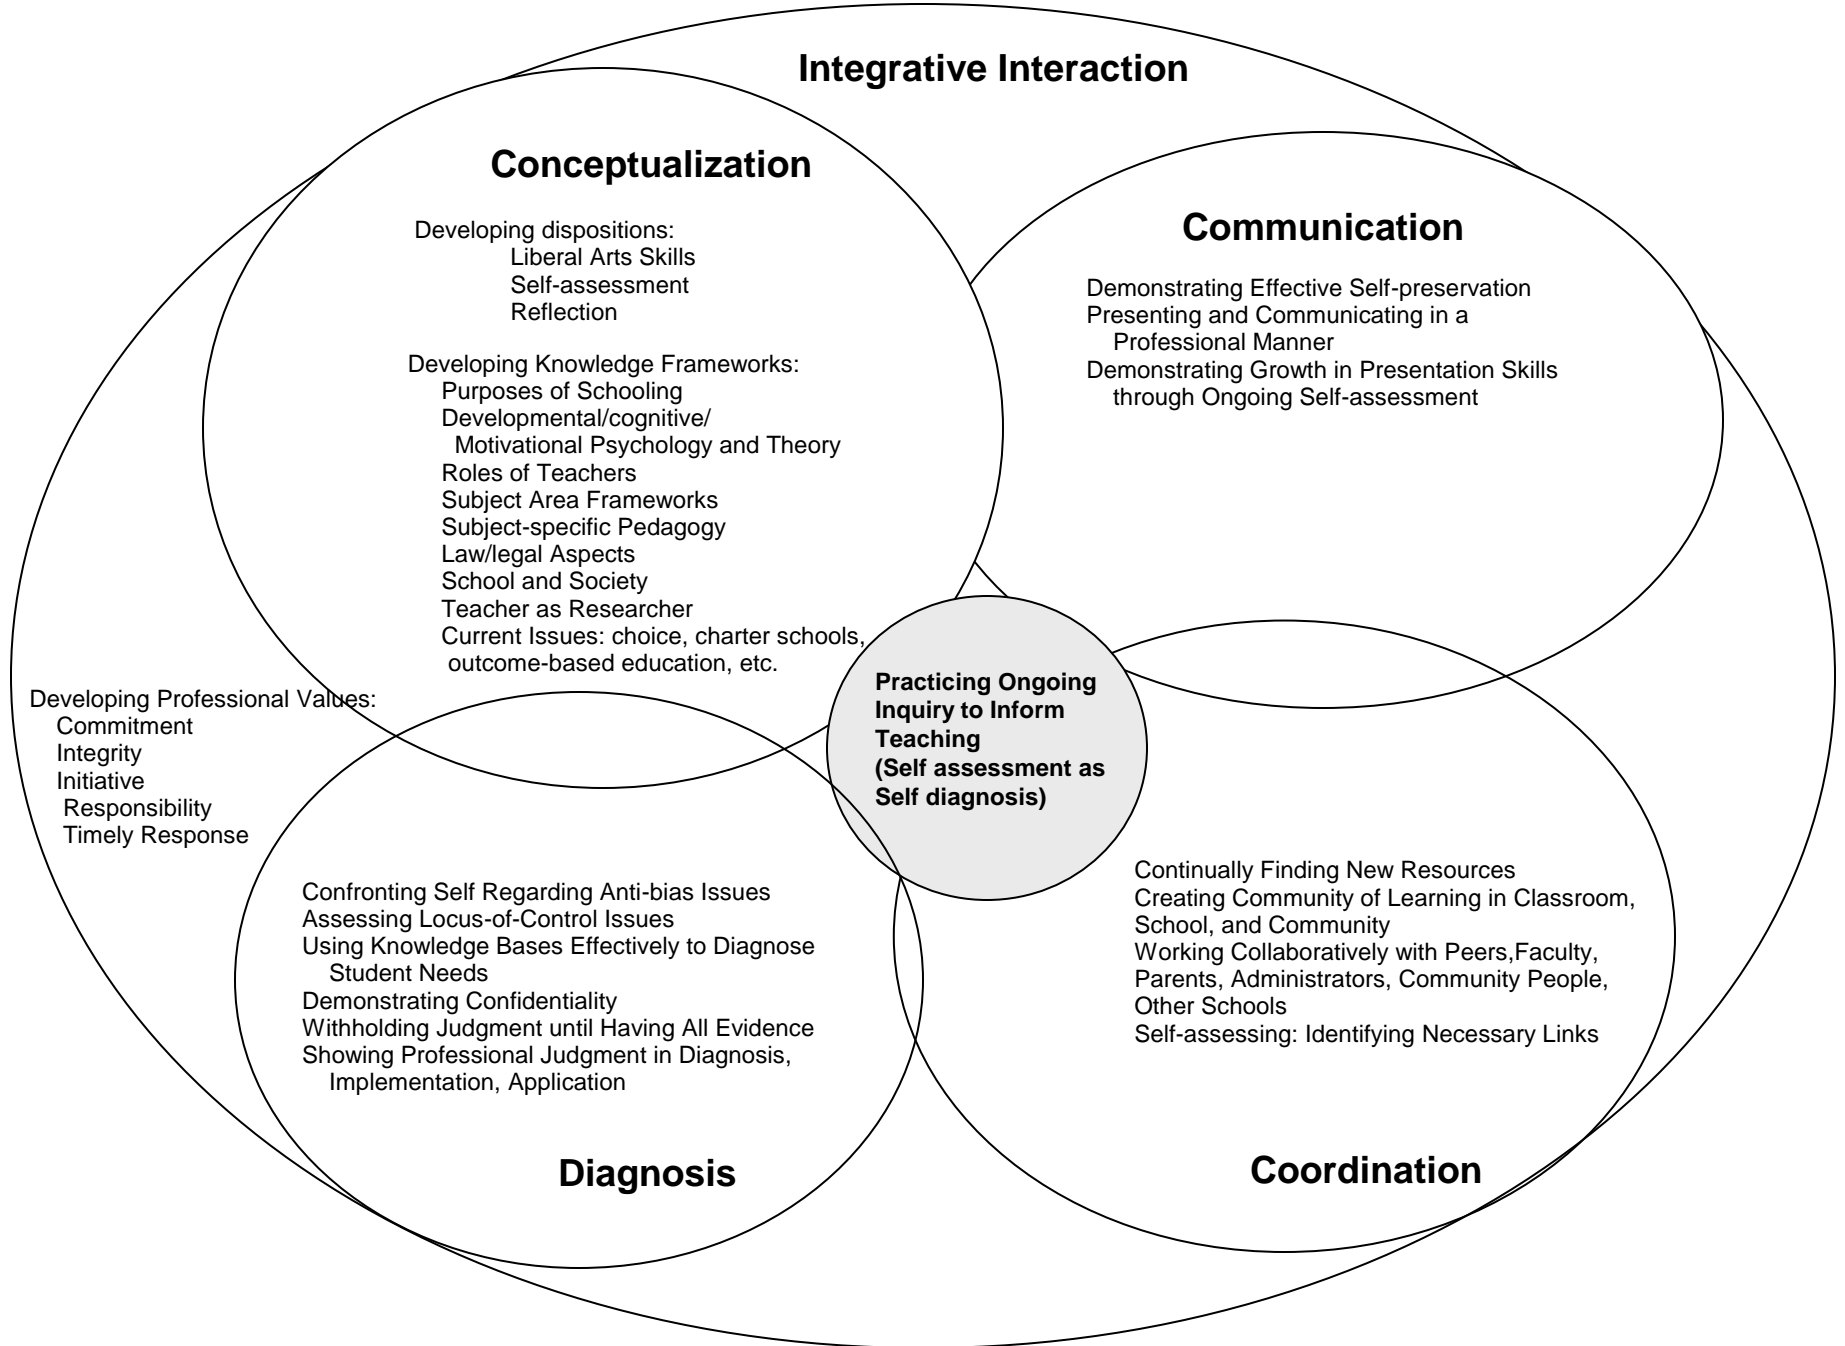 Integrative Interaction
Conceptualization
Developing dispositions:
Liberal Arts Skills
Self-assessment
Reflection
Developing Knowledge Frameworks:
Purposes of Schooling
Developmental/cognitive/
Motivational Psychology and Theory
Roles of Teachers
Subject Area Frameworks
Subject-specific Pedagogy
Law/legal Aspects
School and Society
Teacher as Researcher
Current Issues: choice, charter schools,
outcome-based education, etc.
Communication
Demonstrating Effective Self-preservation
Presenting and Communicating in a
Professional Manner
Demonstrating Growth in Presentation Skills
through Ongoing Self-assessment
Developing Professional Values:
Commitment
Integrity
Initiative
Responsibility
Timely Response
Practicing Ongoing
Inquiry to Inform
Teaching
(Self assessment as
Self diagnosis)
Confronting Self Regarding Anti-bias Issues
Assessing Locus-of-Control Issues
Using Knowledge Bases Effectively to Diagnose
Student Needs
Demonstrating Confidentiality
Withholding Judgment until Having All Evidence
Showing Professional Judgment in Diagnosis,
Implementation, Application
Diagnosis
Continually Finding New Resources
Creating Community of Learning in Classroom,
School, and Community
Working Collaboratively with Peers,Faculty,
Parents, Administrators, Community People,
Other Schools
Self-assessing: Identifying Necessary Links
Coordination